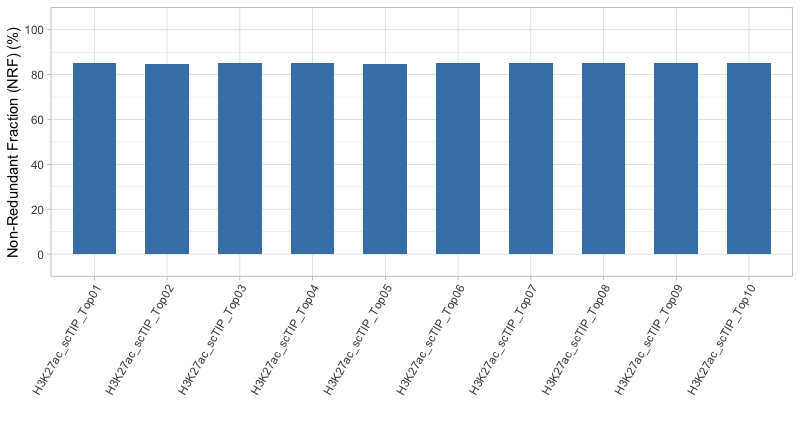 Non-Redundant Fraction (NRF) (%)
100
80
60
40
20
0
H3K27ac_scTIP_Top01
H3K27ac_scTIP_Top02
H3K27ac_scTIP_Top03
H3K27ac_scTIP_Top04
H3K27ac_scTIP_Top05
H3K27ac_scTIP_Top06
H3K27ac_scTIP_Top07
H3K27ac_scTIP_Top08
H3K27ac_scTIP_Top09
H3K27ac_scTIP_Top10